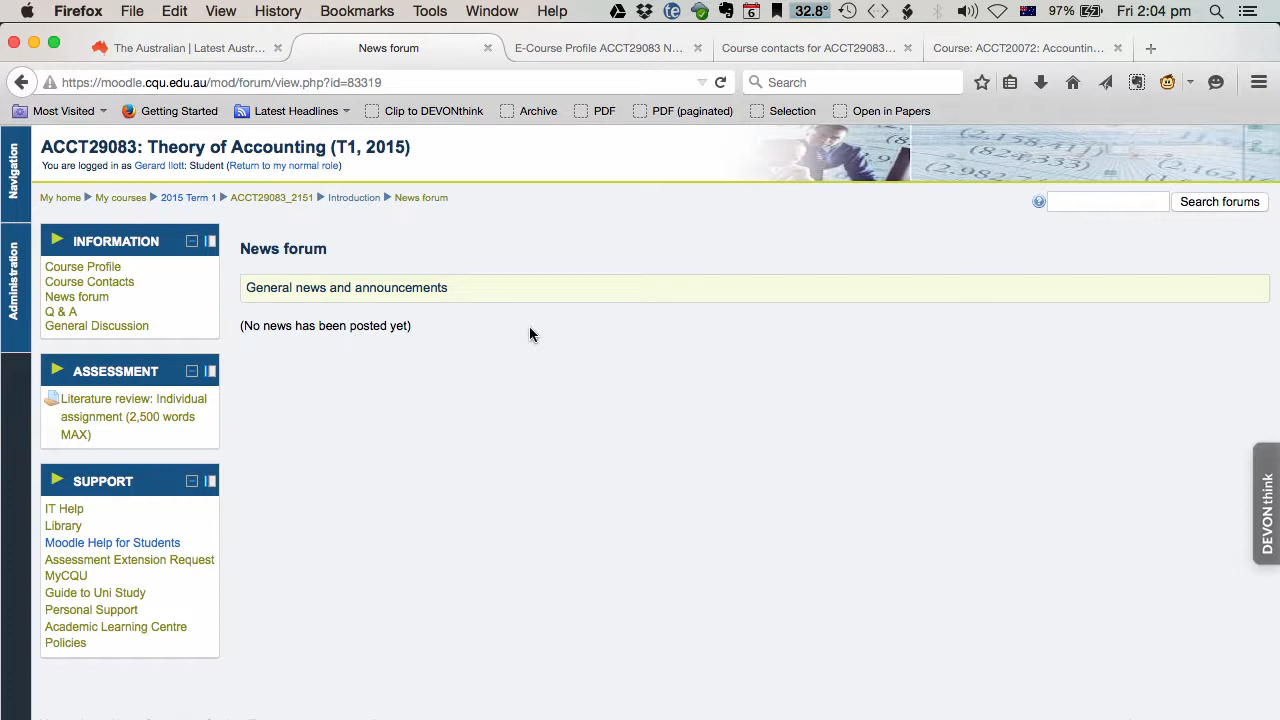 Firefox File Edit View History Bookmarks Tools Window Help 6 32.8° 97% Fri 2:04 pm
The Australian | Latest Austr... × News forum × E-Course Profile ACCT29083 N... × Course contacts for ACCT29083... × Course: ACCT20072: Accountin... × +
https://moodle.cqu.edu.au/mod/forum/view.php?id=83319 Search
Most Visited Getting Started Latest Headlines Clip to DEVONthink Archive PDF PDF (paginated) Selection Open in Papers
ACCT29083: Theory of Accounting (T1, 2015)
You are logged in as Gerard Ilott: Student (Return to my normal role)
My home My courses 2015 Term 1 ACCT29083_2151 Introduction News forum
Search forums
Navigation
Administration
INFORMATION
Course Profile
Course Contacts
News forum
Q & A
General Discussion
ASSESSMENT
Literature review: Individual
assignment (2,500 words
MAX)
SUPPORT
IT Help
Library
Moodle Help for Students
Assessment Extension Request
MyCQU
Guide to Uni Study
Personal Support
Academic Learning Centre
Policies
News forum
General news and announcements
(No news has been posted yet)
DEVONthink